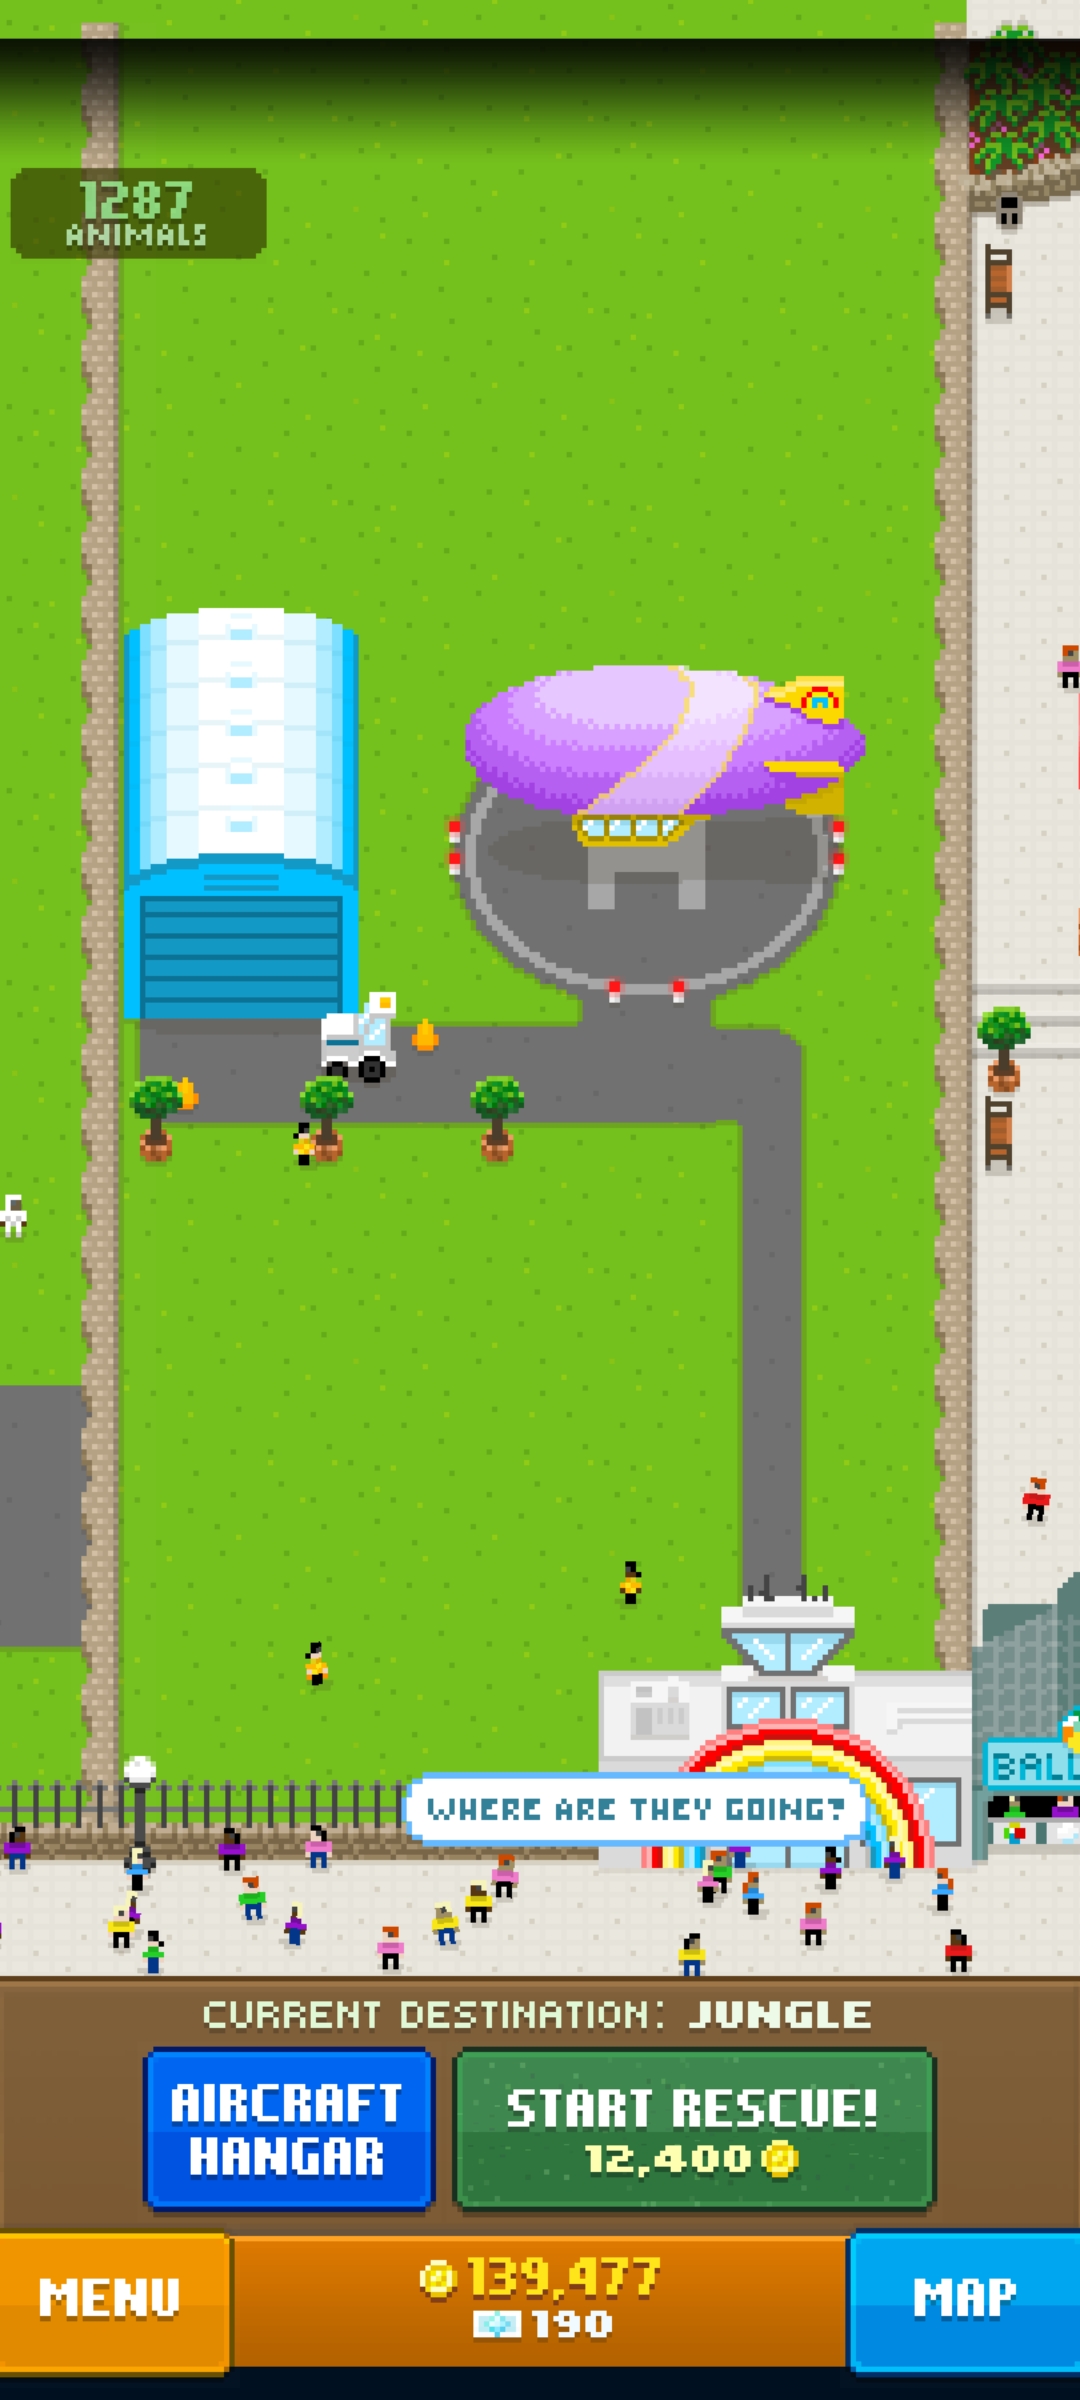 1287
ANIMALS
H
BALL
WHERE ARE THEY GOING?
CURRENT DESTINATION: JUNGLE
AIRCRAFT
HANGAR
START RESCUE!
12,400
MENU
139,477
190
MAP